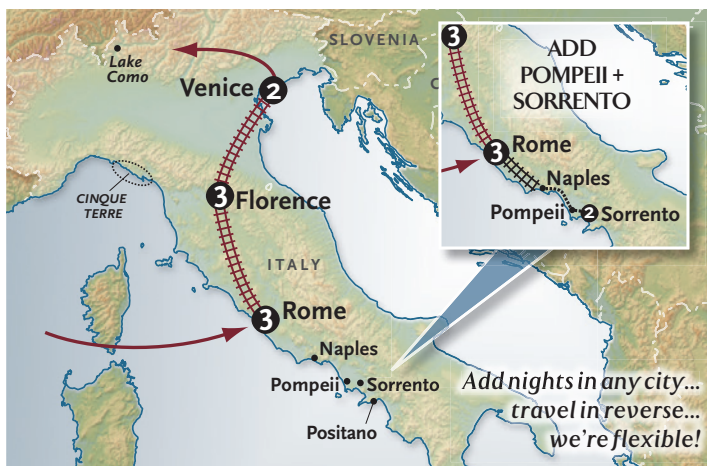 Lake
Como
SLOVENIA
Venice 2
CINQUE
TERRE
3 Florence
ITALY
3 Rome
Naples
Pompeii
Sorrento
Positano
3
ADD
POMPEII +
SORRENTO
3 Rome
Naples
Pompeii
2 Sorrento
Add nights in any city...
travel in reverse...
we're flexible!